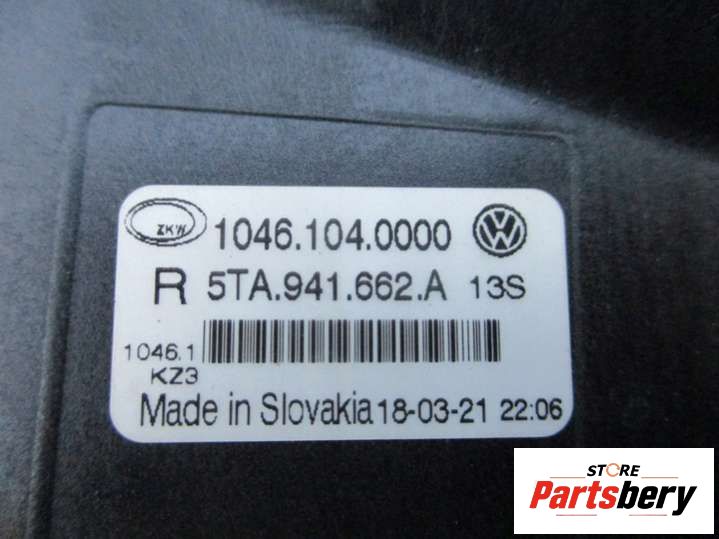 ZKW 1046.104.0000
R 5TA.941.662.A 13S
1046.1
KZ3
Made in Slovakia 18-03-21 22:06
STORE
Partsbery